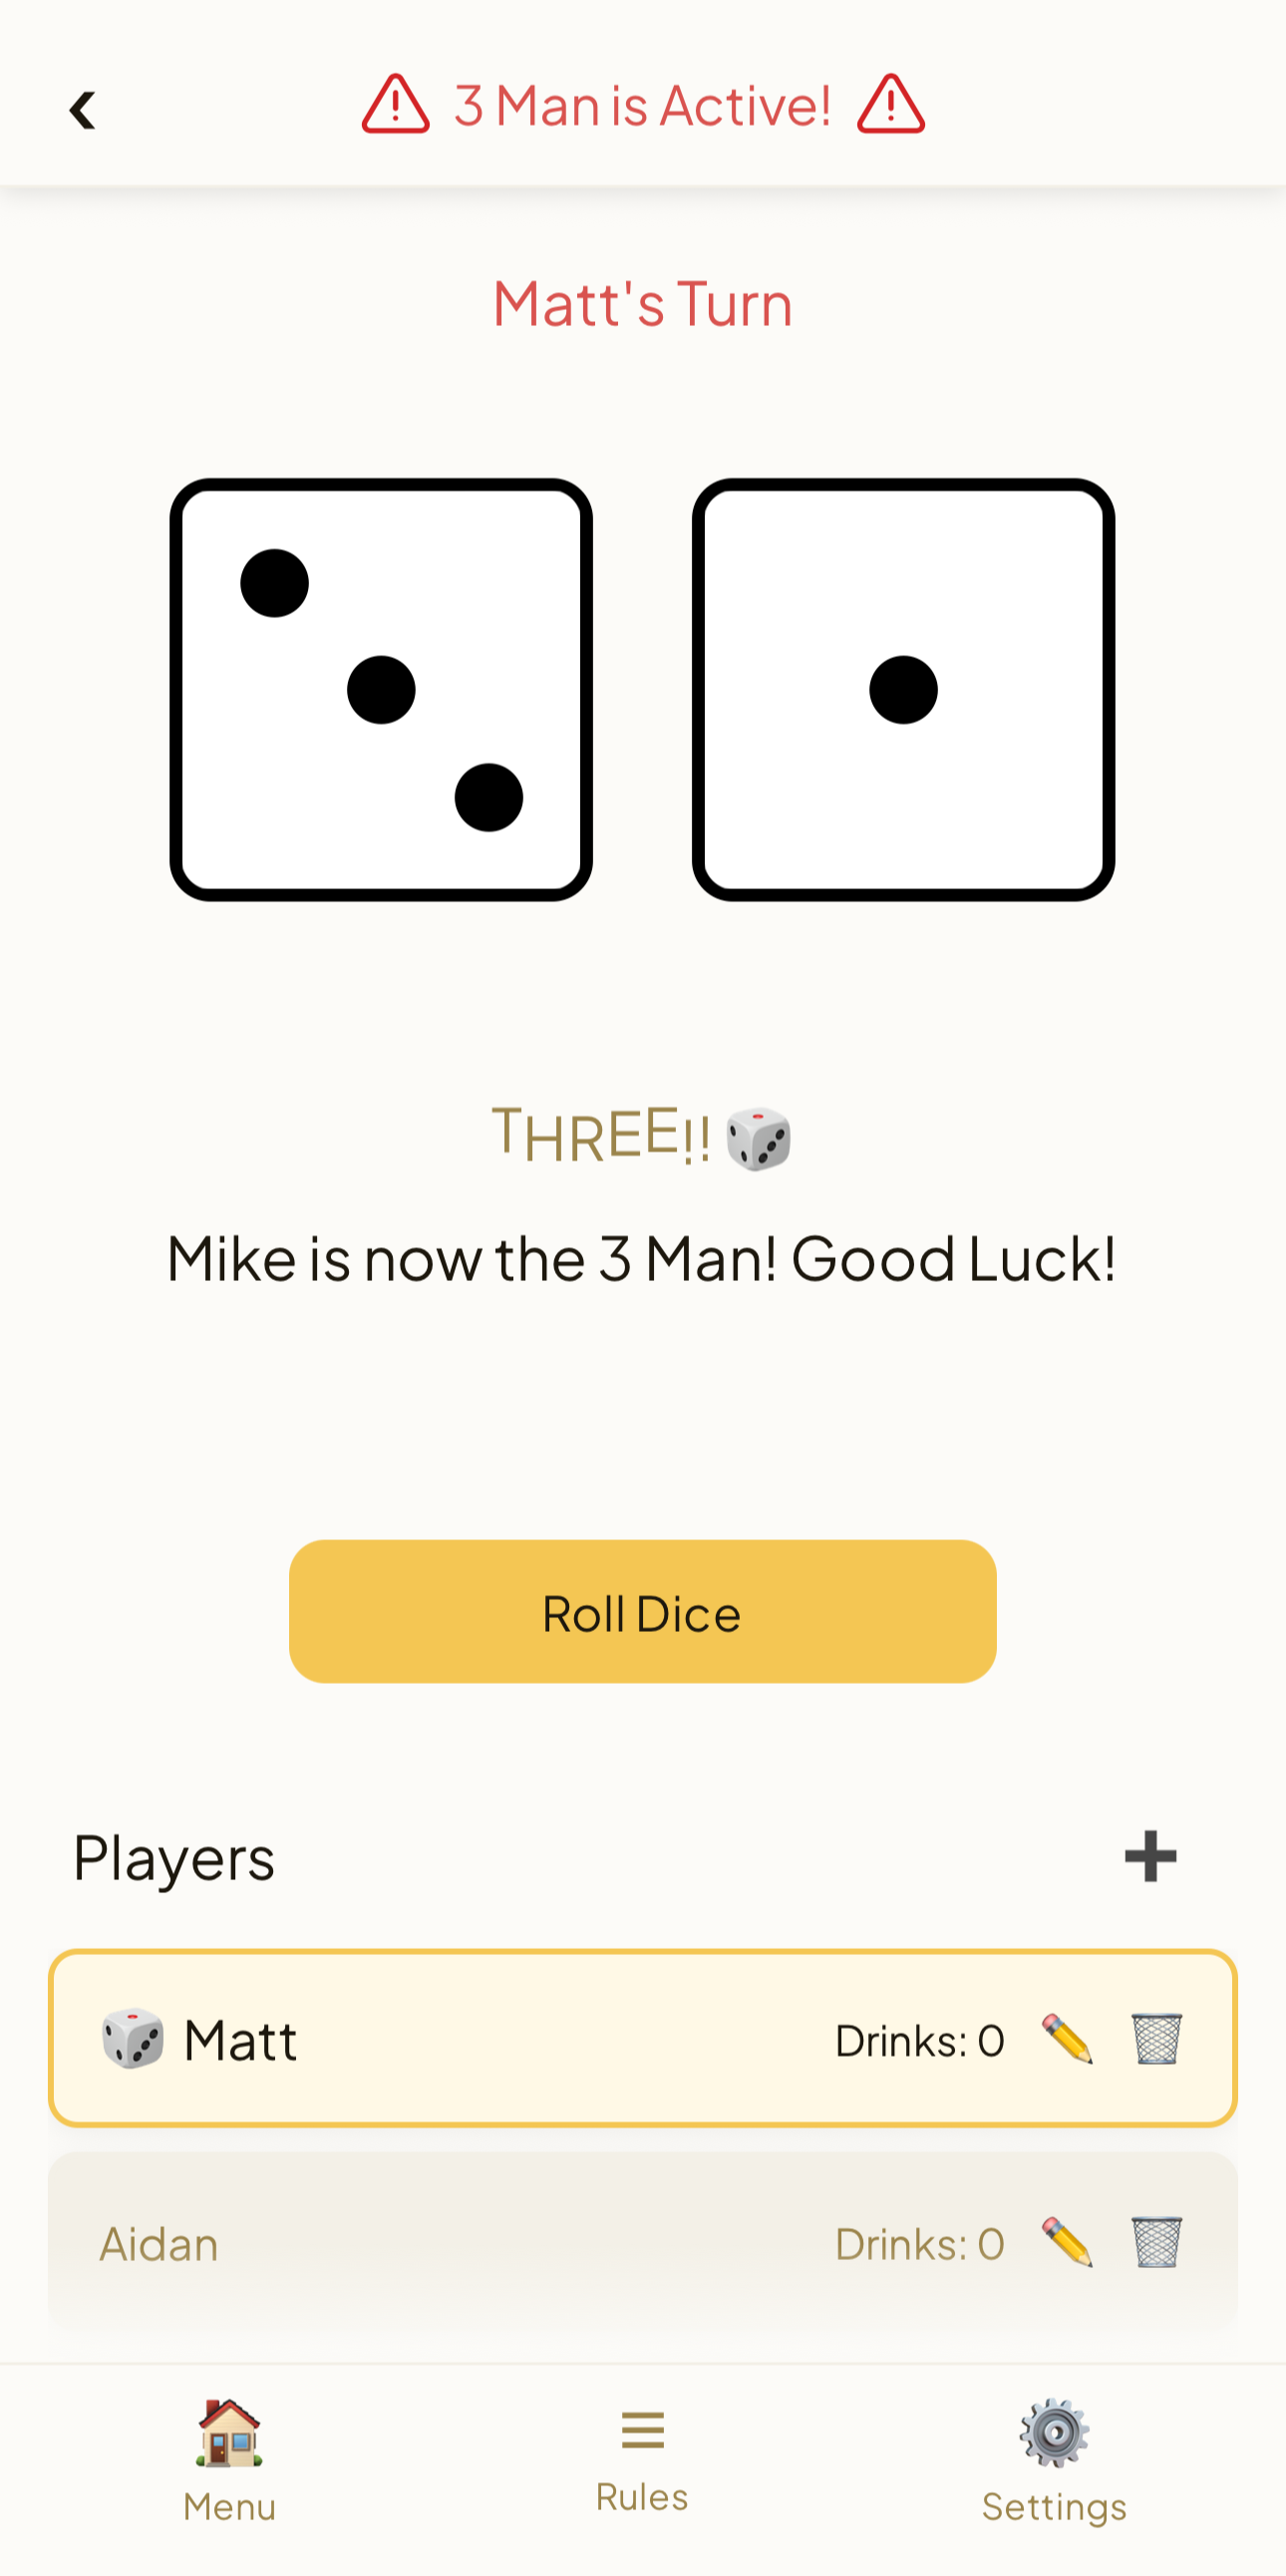 3 Man is Active!
Matt's Turn
THREE!!
Mike is now the 3 Man! Good Luck!
Roll Dice
Players
Matt Drinks: 0
Aidan Drinks: 0
Menu Rules Settings